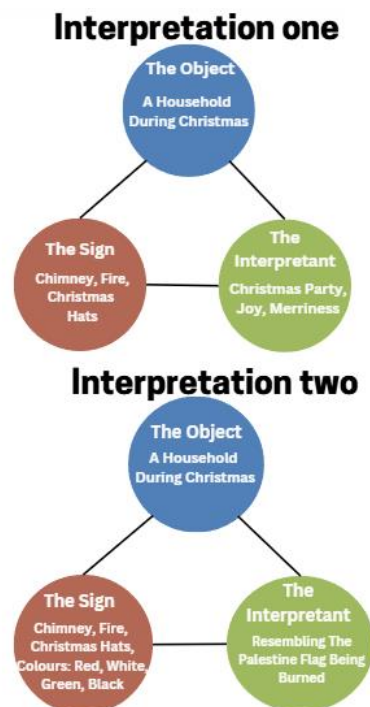 Interpretation one
The Object
A Household
During Christmas
The Sign
Chimney, Fire,
Christmas
Hats
The
Interpretant
Christmas Party,
Joy, Merriness
Interpretation two
The Object
A Household
During Christmas
The Sign
Chimney, Fire,
Christmas Hats,
Colours: Red, White,
Green, Black
The
Interpretant
Resembling The
Palestine Flag Being
Burned